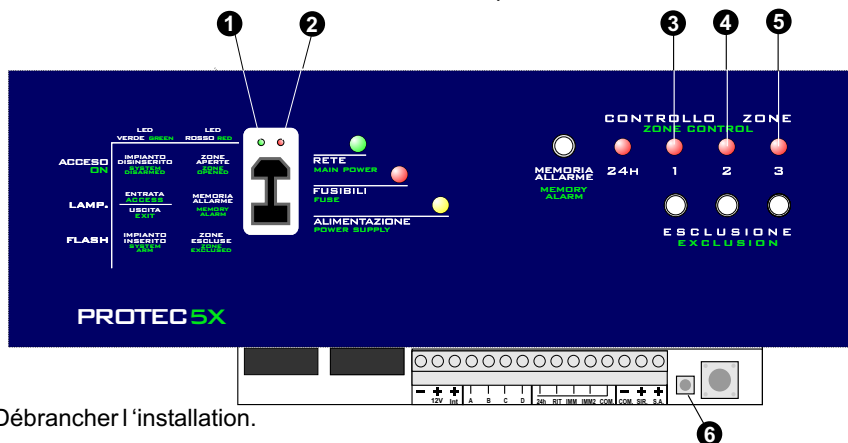 1 2 3 4 5
CONTROLLO ZONE
ZONE CONTROL
LED VERDE GREEN
LED ROSSO RED
ACCESO
ON
IMPIANTO DISINSERITO
SYSTEM DISARMED
ZONE APERTE
ZONE OPENED
LAMP.
ENTRATA
ACCESS
USCITA
EXIT
MEMORIA ALLARME
MEMORY ALARM
FLASH
IMPIANTO INSERITO
SYSTEM ARM
ZONE ESCLUSE
ZONE EXCLUDED
RETE
MAIN POWER
FUSIBILI
FUSE
ALIMENTAZIONE
POWER SUPPLY
MEMORIA
ALLARME
MEMORY
ALARM
24H 1 2 3
ESCLUSIONE
EXCLUSION
PROTEC5X
- + +
12V Int A B C D 24h RIT IMM IMM2 COM. COM. SIR. S.A.
- + +
Débrancher l 'installation.
6